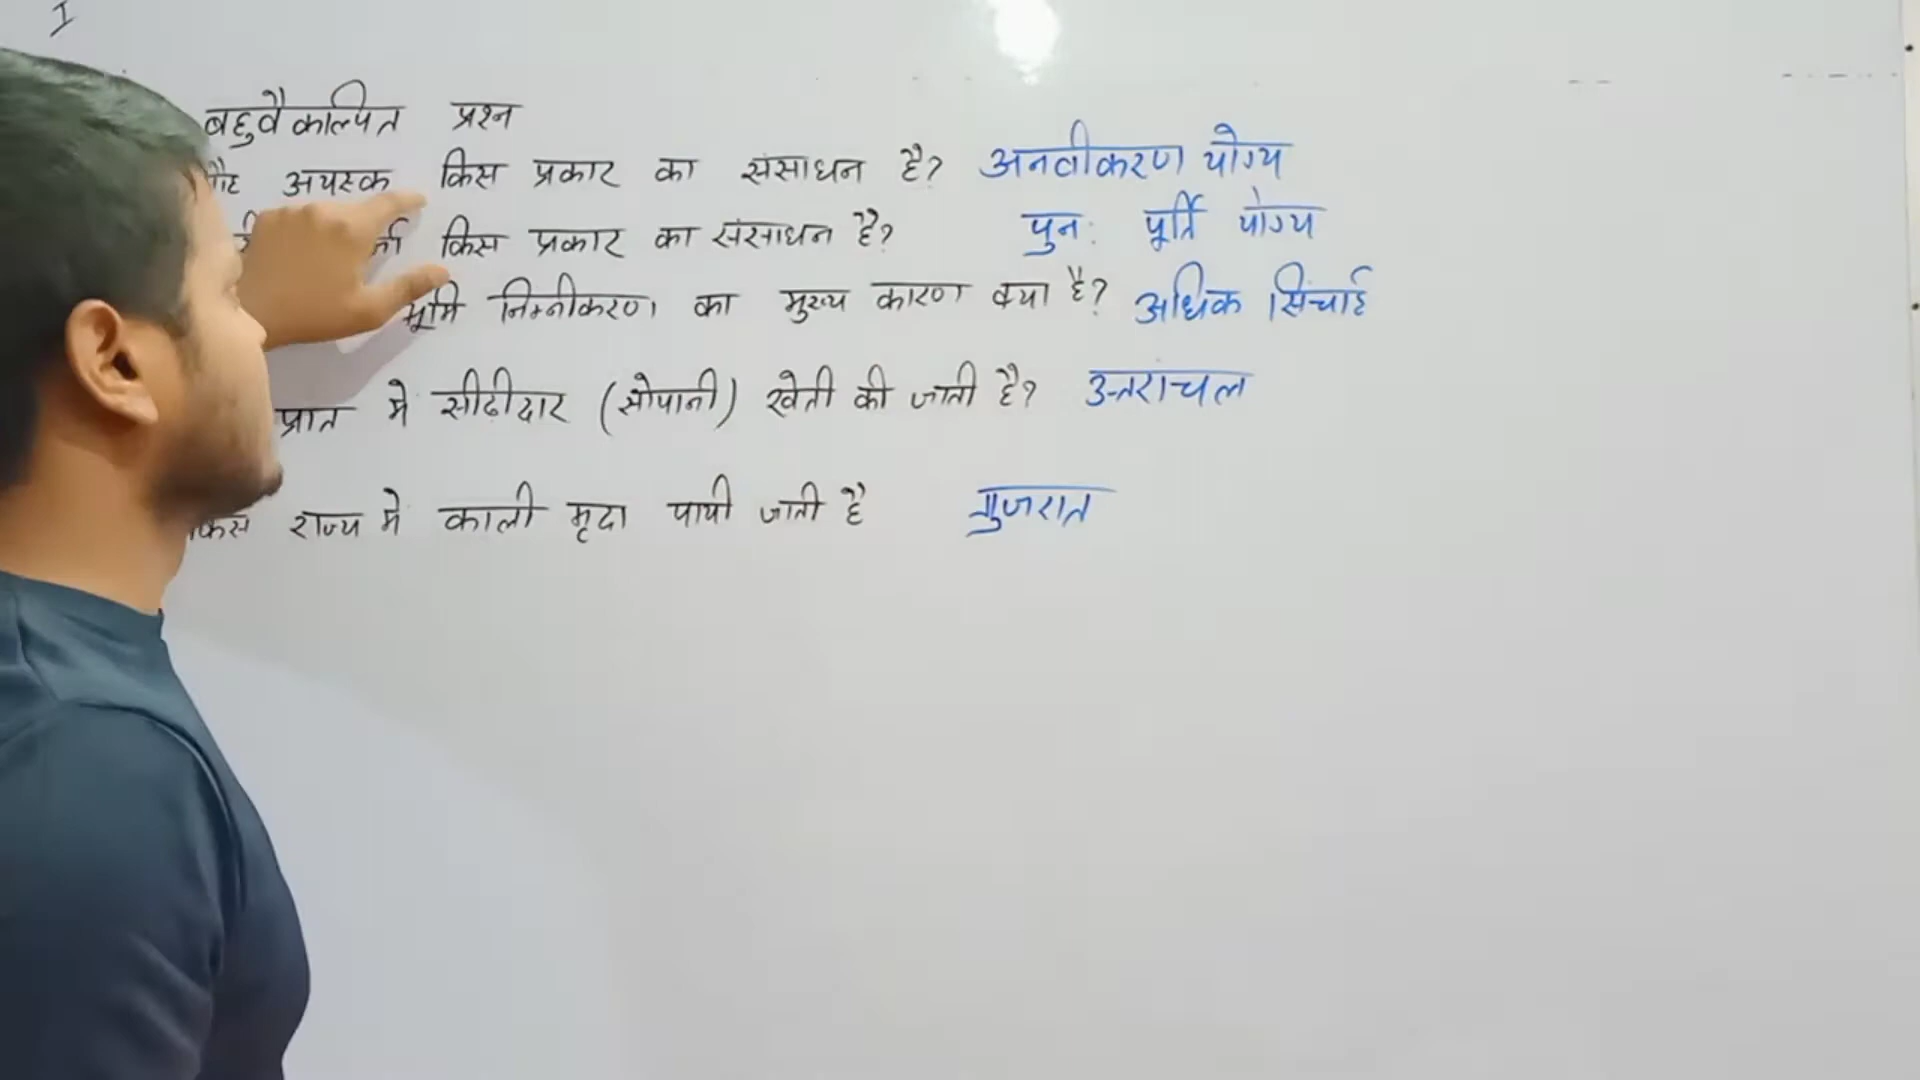 I
बहुवैकल्पित प्रश्न
अयस्क किस प्रकार का संसाधन है? अनवीकरण योग्य
किस प्रकार का संसाधन है? पुन: पूर्ति योग्य
भूमि निम्नीकरण का मुख्य कारण क्या है? अधिक सिंचाई
प्रांत मे सीढीदार (सोपानी) खेती की जाती है? उत्तरांचल
किस राज्य मे काली मृदा पायी जाती है गुजरात